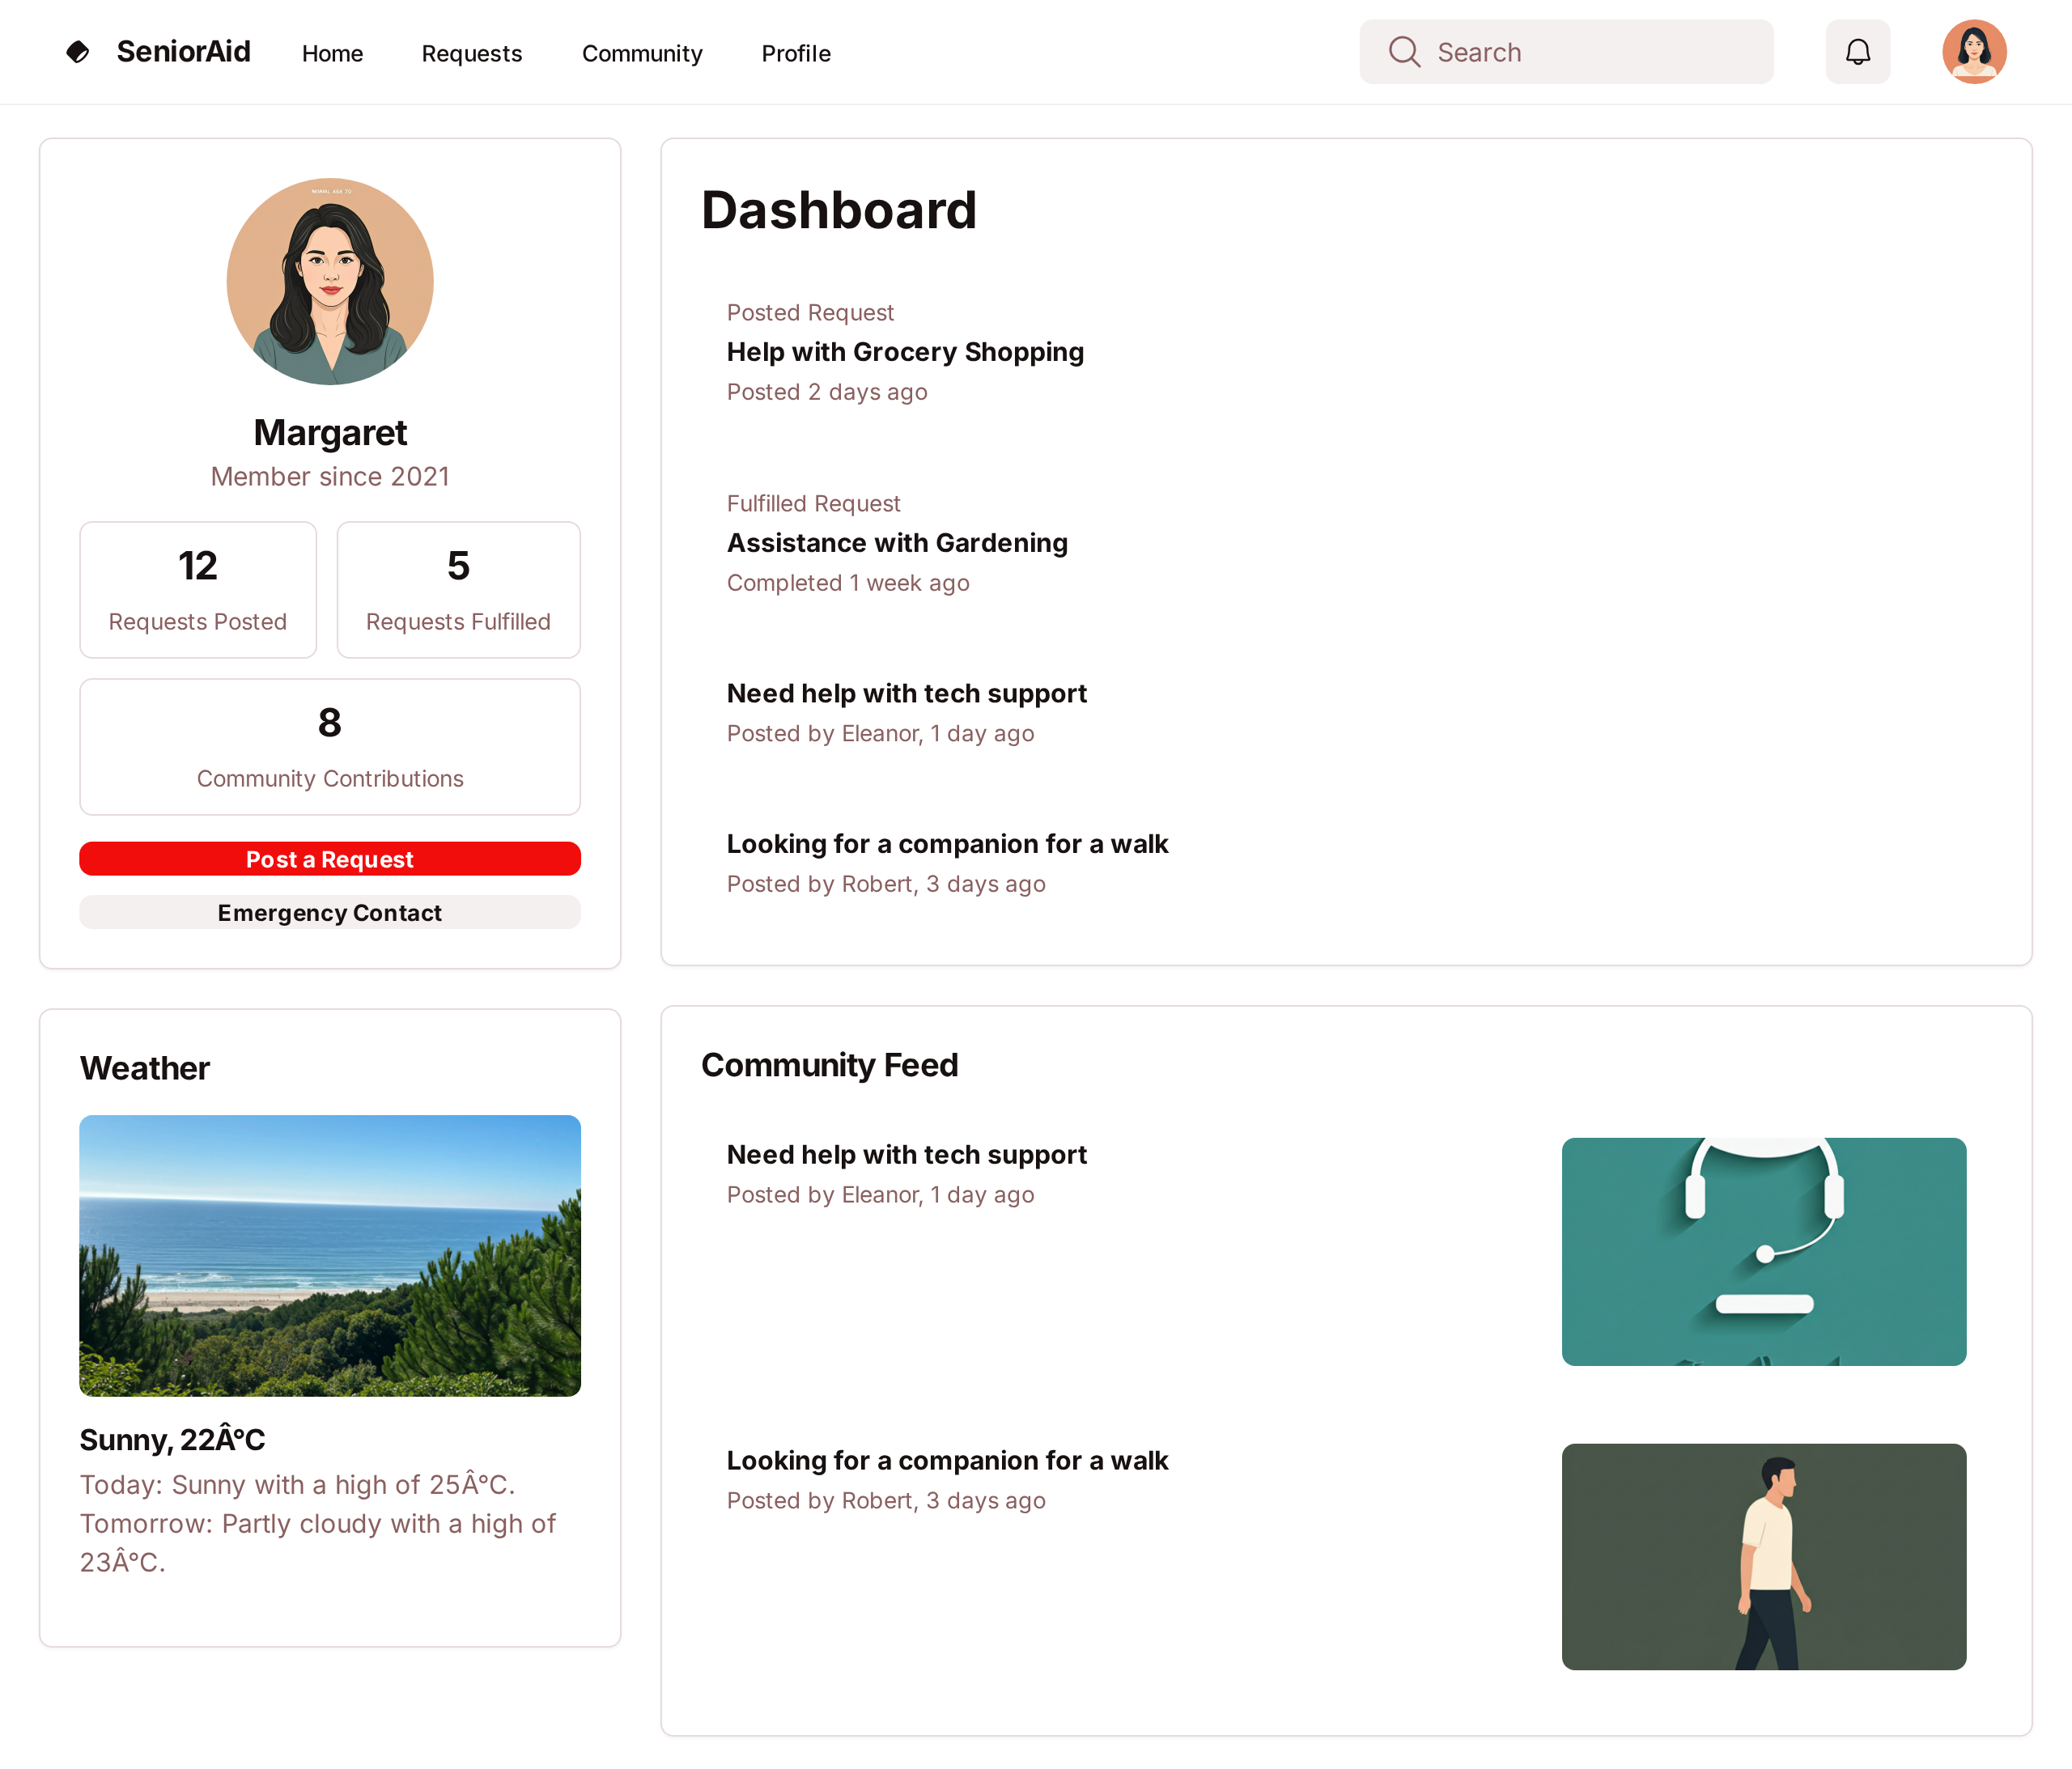 SeniorAid
Home
Requests
Community
Profile
Search
Margaret
Member since 2021
12
Requests Posted
5
Requests Fulfilled
8
Community Contributions
Post a Request
Emergency Contact
Weather
Sunny, 22Â°C
Today: Sunny with a high of 25Â°C.
Tomorrow: Partly cloudy with a high of
23Â°C.
Dashboard
Posted Request
Help with Grocery Shopping
Posted 2 days ago
Fulfilled Request
Assistance with Gardening
Completed 1 week ago
Need help with tech support
Posted by Eleanor, 1 day ago
Looking for a companion for a walk
Posted by Robert, 3 days ago
Community Feed
Need help with tech support
Posted by Eleanor, 1 day ago
Looking for a companion for a walk
Posted by Robert, 3 days ago